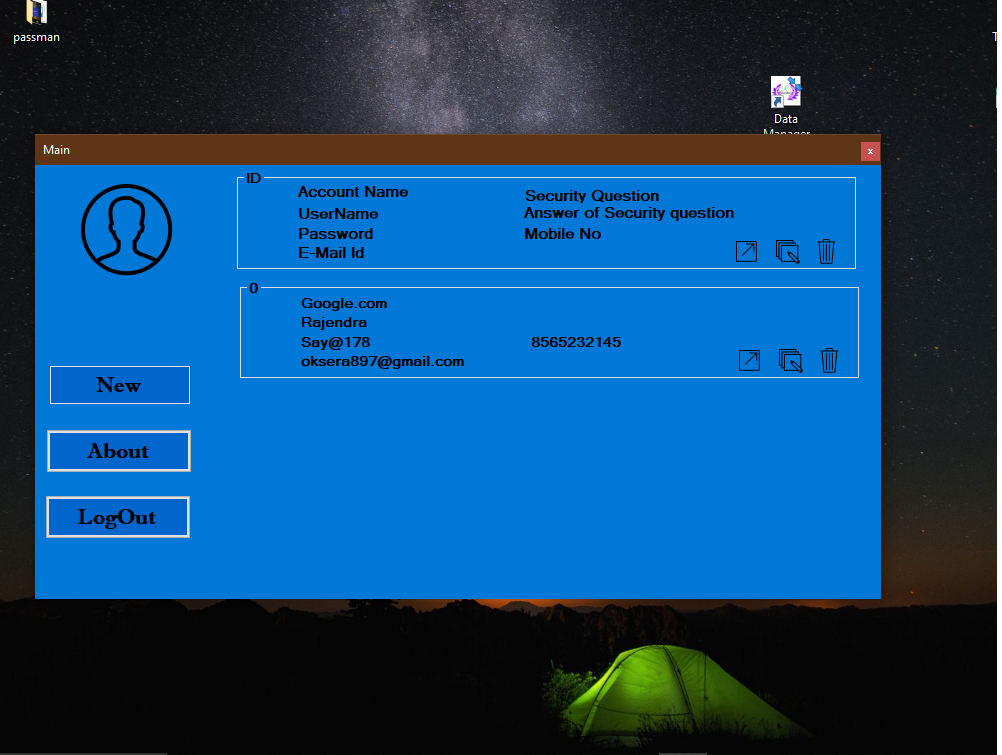 passman
Data
Manager
Main
x
ID
Account Name
Security Question
UserName
Answer of Security question
Password
Mobile No
E-Mail Id
0
Google.com
Rajendra
Say@178
8565232145
oksera897@gmail.com
New
About
LogOut